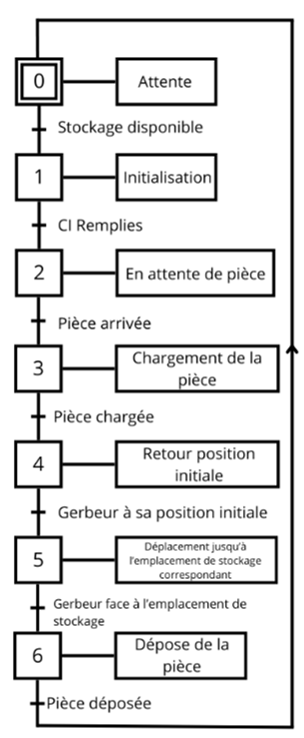 0
Attente
Stockage disponible
1
Initialisation
CI Remplies
2
En attente de pièce
Pièce arrivée
3
Chargement de la
pièce
Pièce chargée
4
Retour position
initiale
Gerbeur à sa position initiale
5
Déplacement jusqu'à
l'emplacement de stockage
correspondant
Gerbeur face à l'emplacement de
stockage
6
Dépose de la
pièce
Pièce déposée